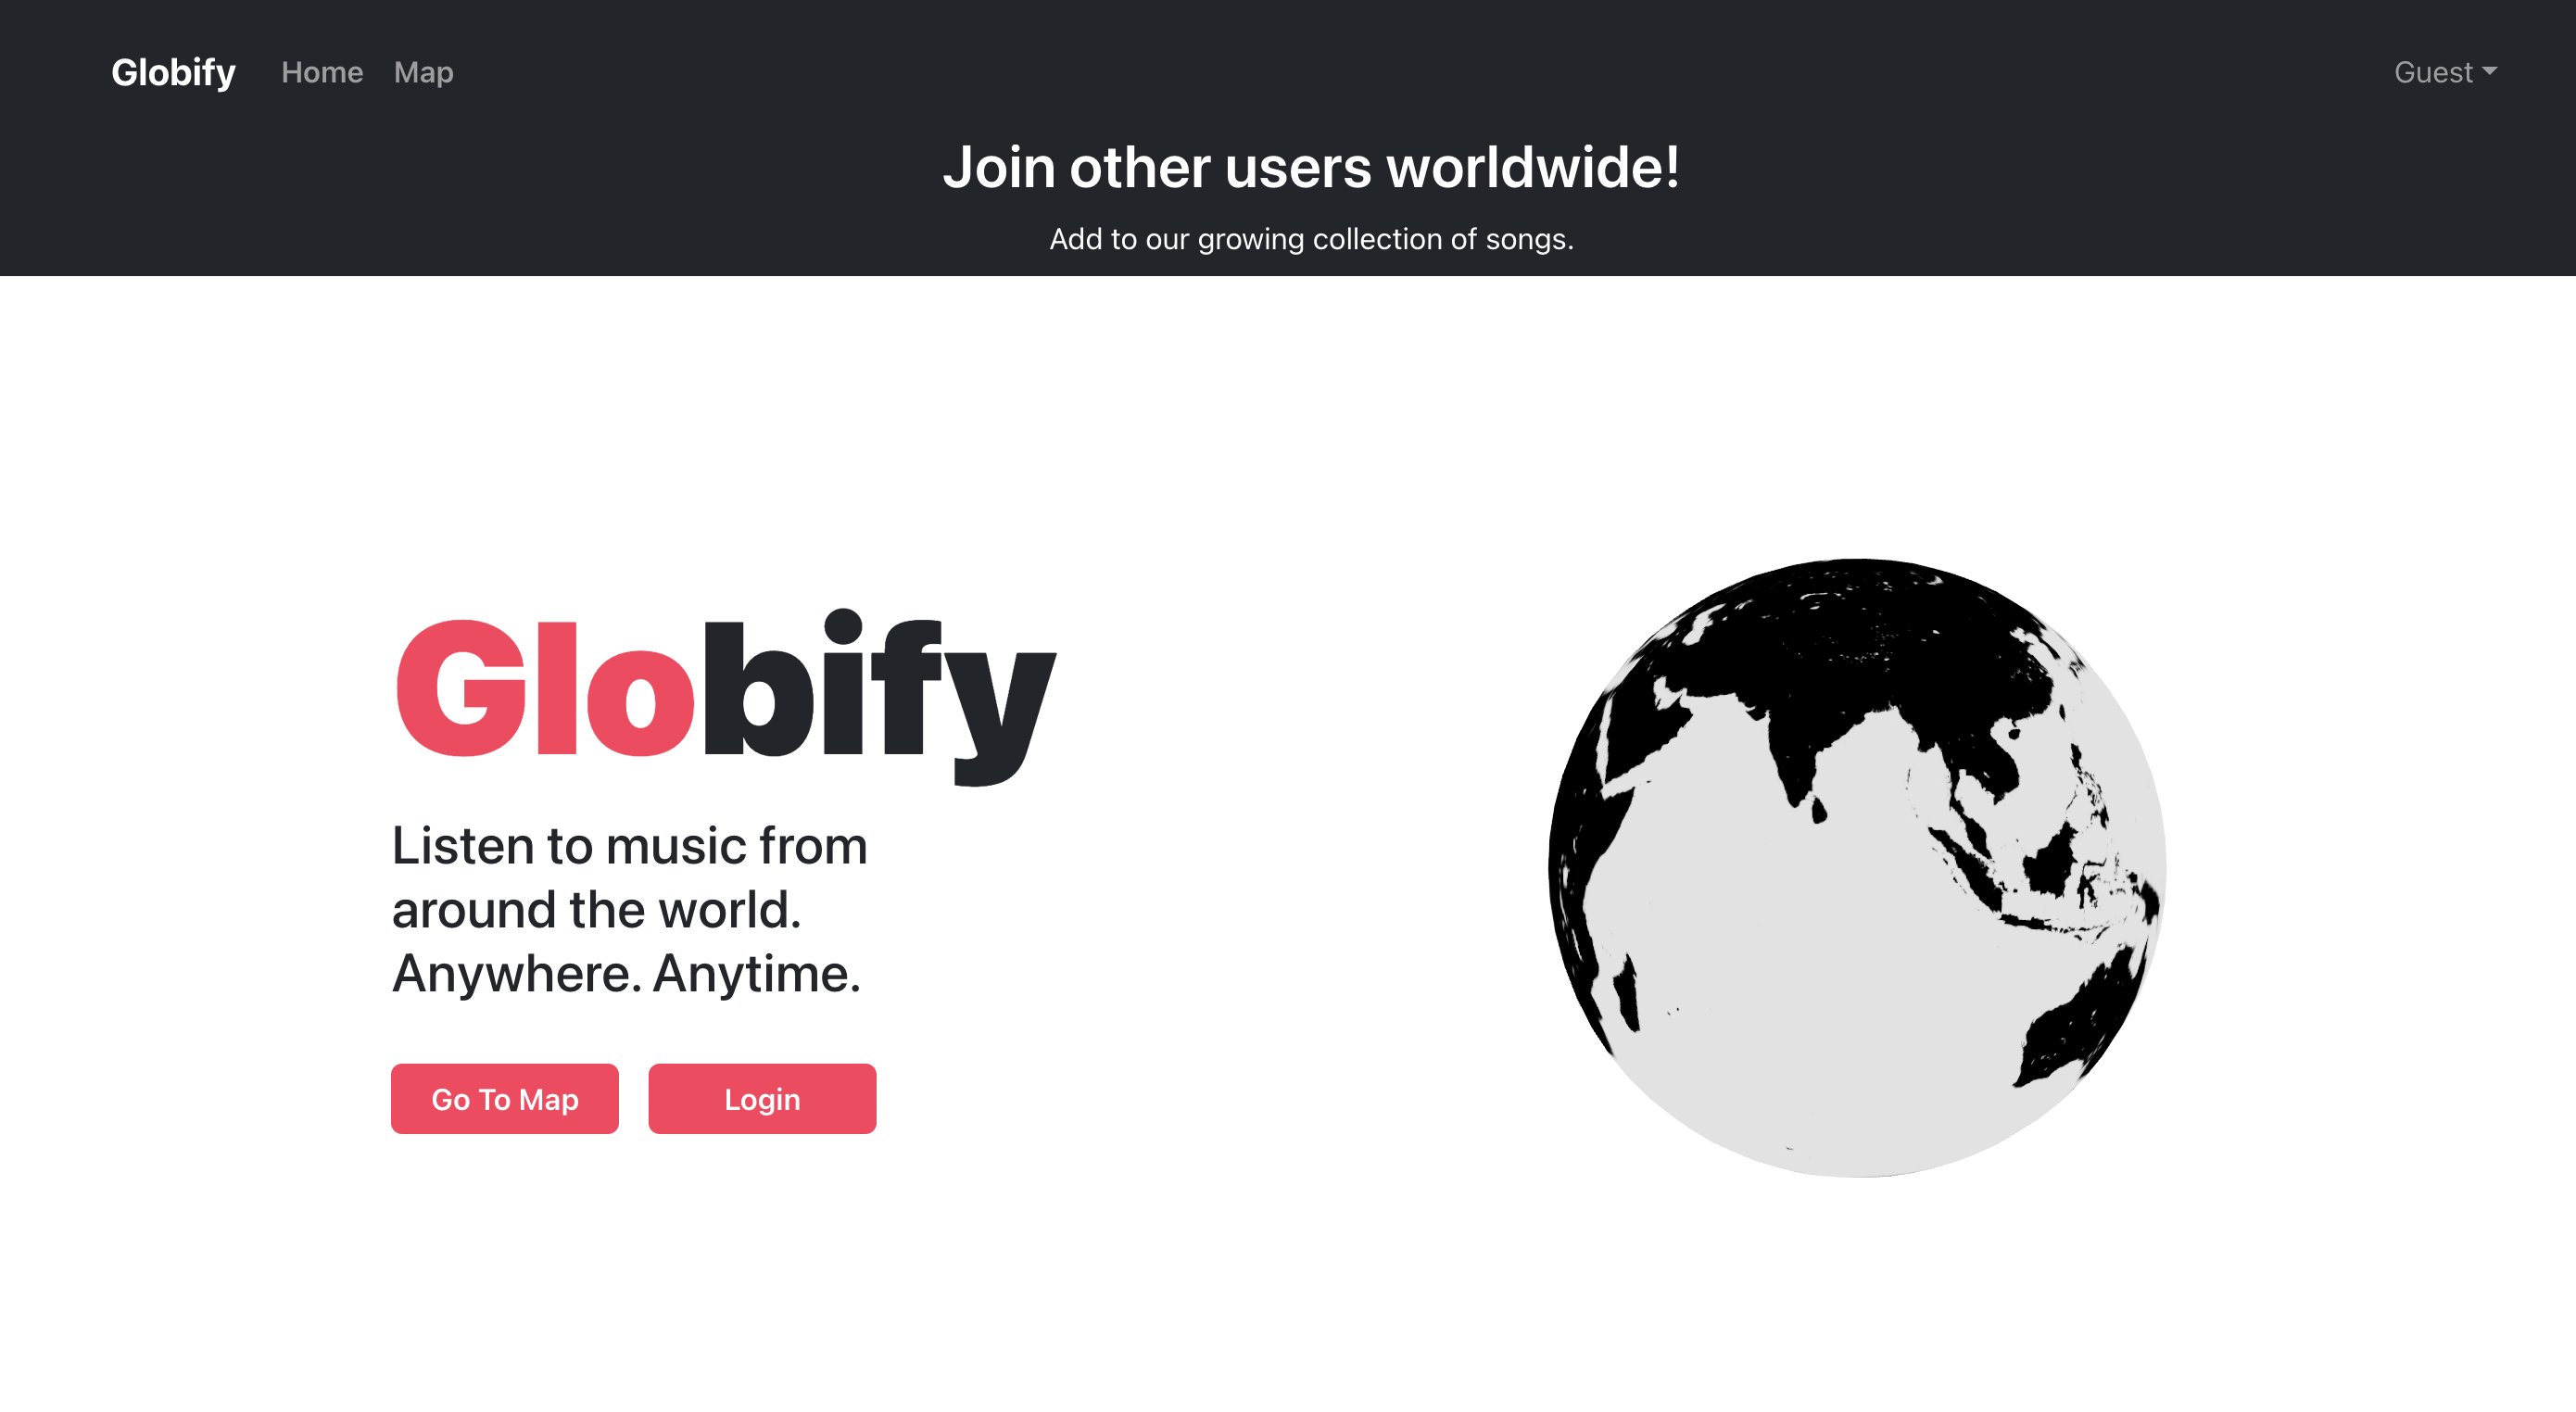 Globify Home Map Guest
Join other users worldwide!
Add to our growing collection of songs.
Globify
Listen to music from
around the world.
Anywhere. Anytime.
Go To Map Login